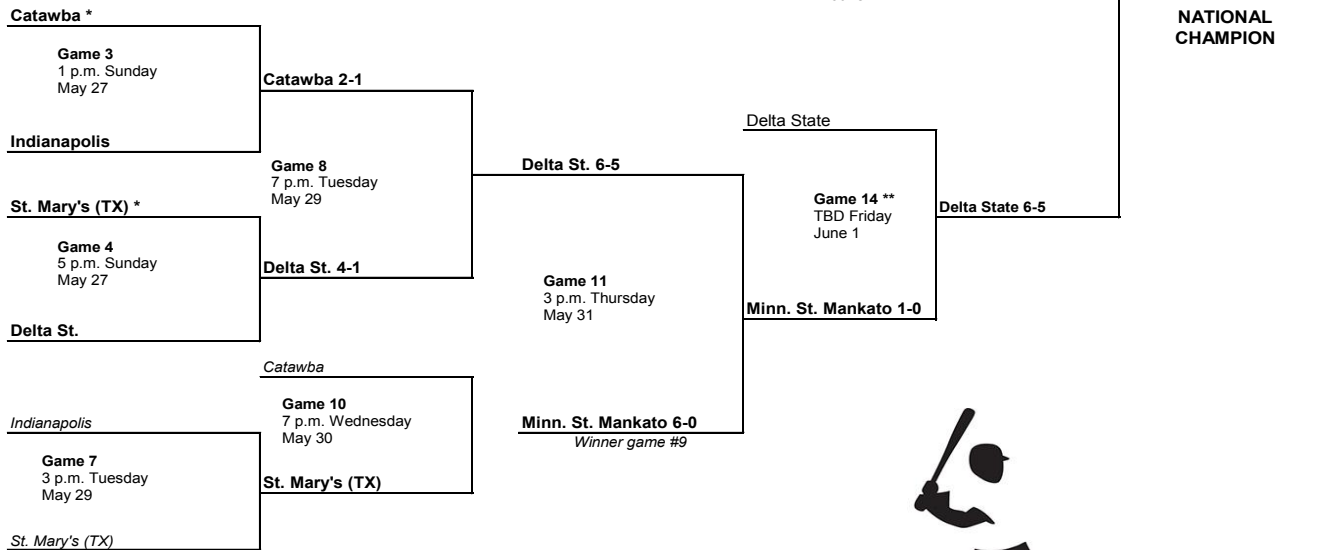 Catawba *
NATIONAL
CHAMPION
Game 3
1 p.m. Sunday
May 27
Catawba 2-1
Indianapolis
Delta State
Game 8
7 p.m. Tuesday
May 29
Delta St. 6-5
St. Mary's (TX) *
Game 14 **
TBD Friday
June 1
Delta State 6-5
Game 4
5 p.m. Sunday
May 27
Delta St. 4-1
Game 11
3 p.m. Thursday
May 31
Minn. St. Mankato 1-0
Delta St.
Catawba
Game 10
7 p.m. Wednesday
May 30
Indianapolis
Minn. St. Mankato 6-0
Winner game #9
Game 7
3 p.m. Tuesday
May 29
St. Mary's (TX)
St. Mary's (TX)